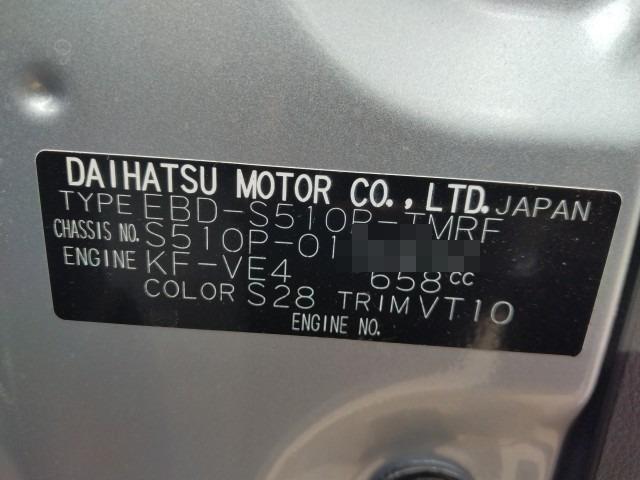 DAIHATSU MOTOR CO., LTD. JAPAN
TYPE EBD-S510P-TMRF
CHASSIS NO. S510P-01
ENGINE KF-VE4 658cc
COLOR S28 TRIM VT10
ENGINE NO.